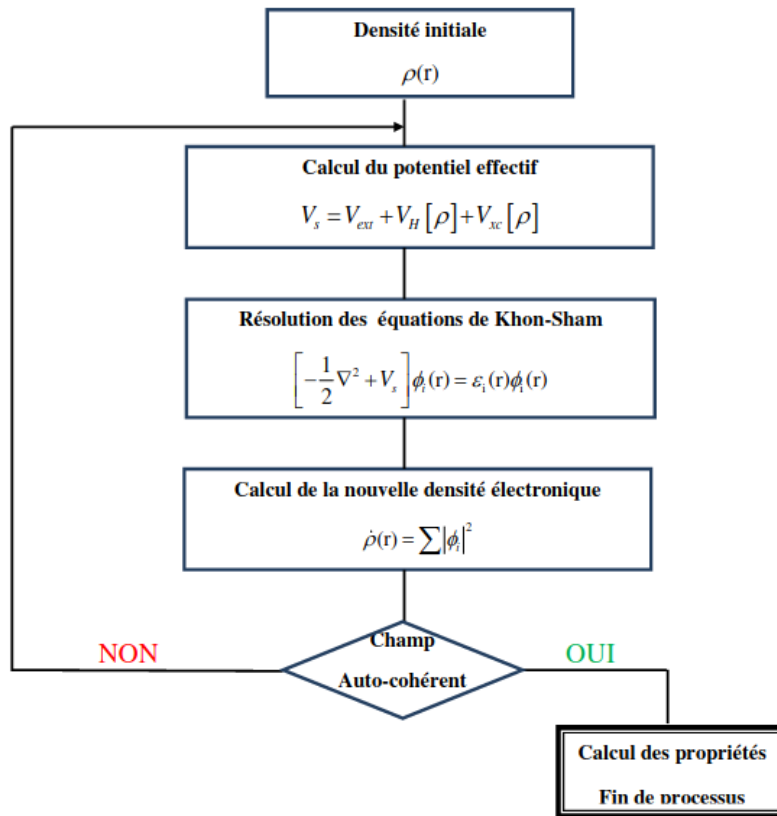 Densité initiale
ρ(r)
Calcul du potentiel effectif
V_s = V_ext + V_H [ρ] + V_xc [ρ]
Résolution des équations de Khon-Sham
[-1/2 ∇² + V_s] ϕ_i(r) = ε_i(r)ϕ_i(r)
Calcul de la nouvelle densité électronique
ρ̇(r) = ∑|ϕ_i|²
Champ
Auto-cohérent
NON
OUI
Calcul des propriétés
Fin de processus